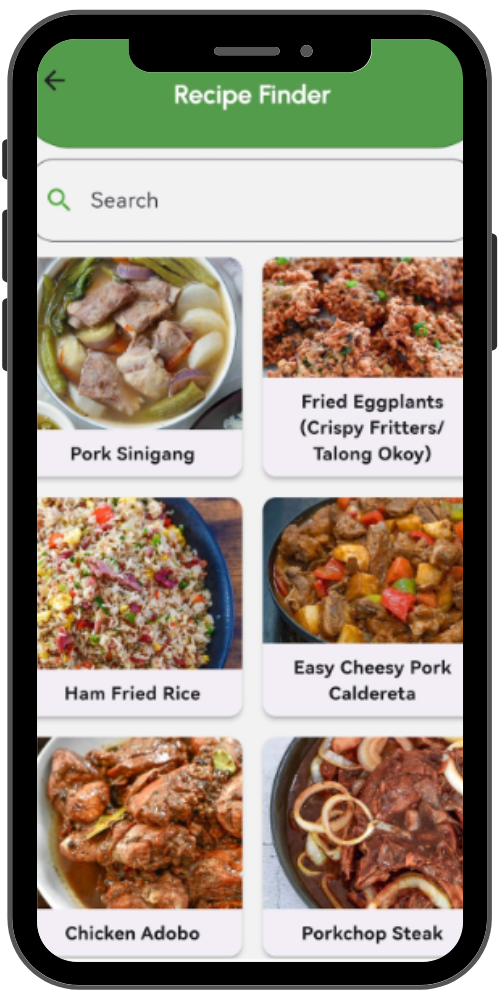 Recipe Finder
Search
Pork Sinigang
Fried Eggplants
(Crispy Fritters/
Talong Okoy)
Ham Fried Rice
Easy Cheesy Pork
Caldereta
Chicken Adobo
Porkchop Steak